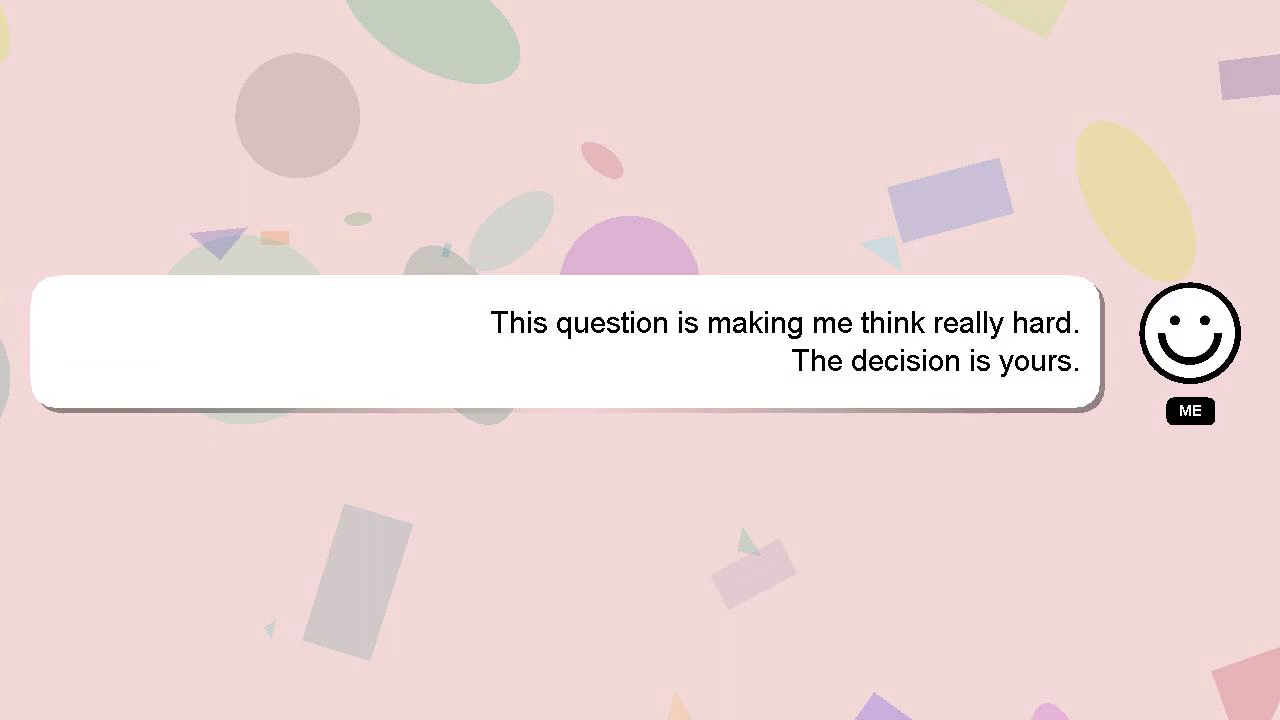 This question is making me think really hard.
The decision is yours.
ME